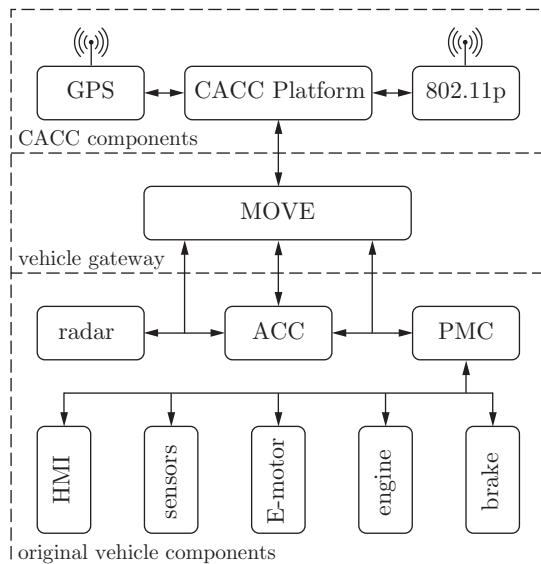 GPS
CACC Platform
802.11p
CACC components
MOVE
vehicle gateway
radar
ACC
PMC
HMI
sensors
E-motor
engine
brake
original vehicle components